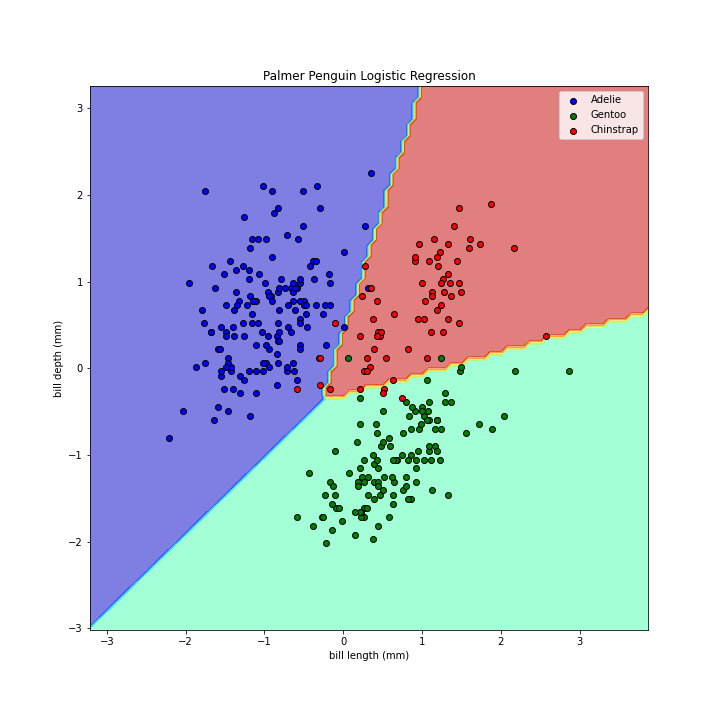 Palmer Penguin Logistic Regression
Adelie
Gentoo
Chinstrap
3
2
1
0
−1
−2
−3
bill depth (mm)
−3
−2
−1
0
1
2
3
bill length (mm)